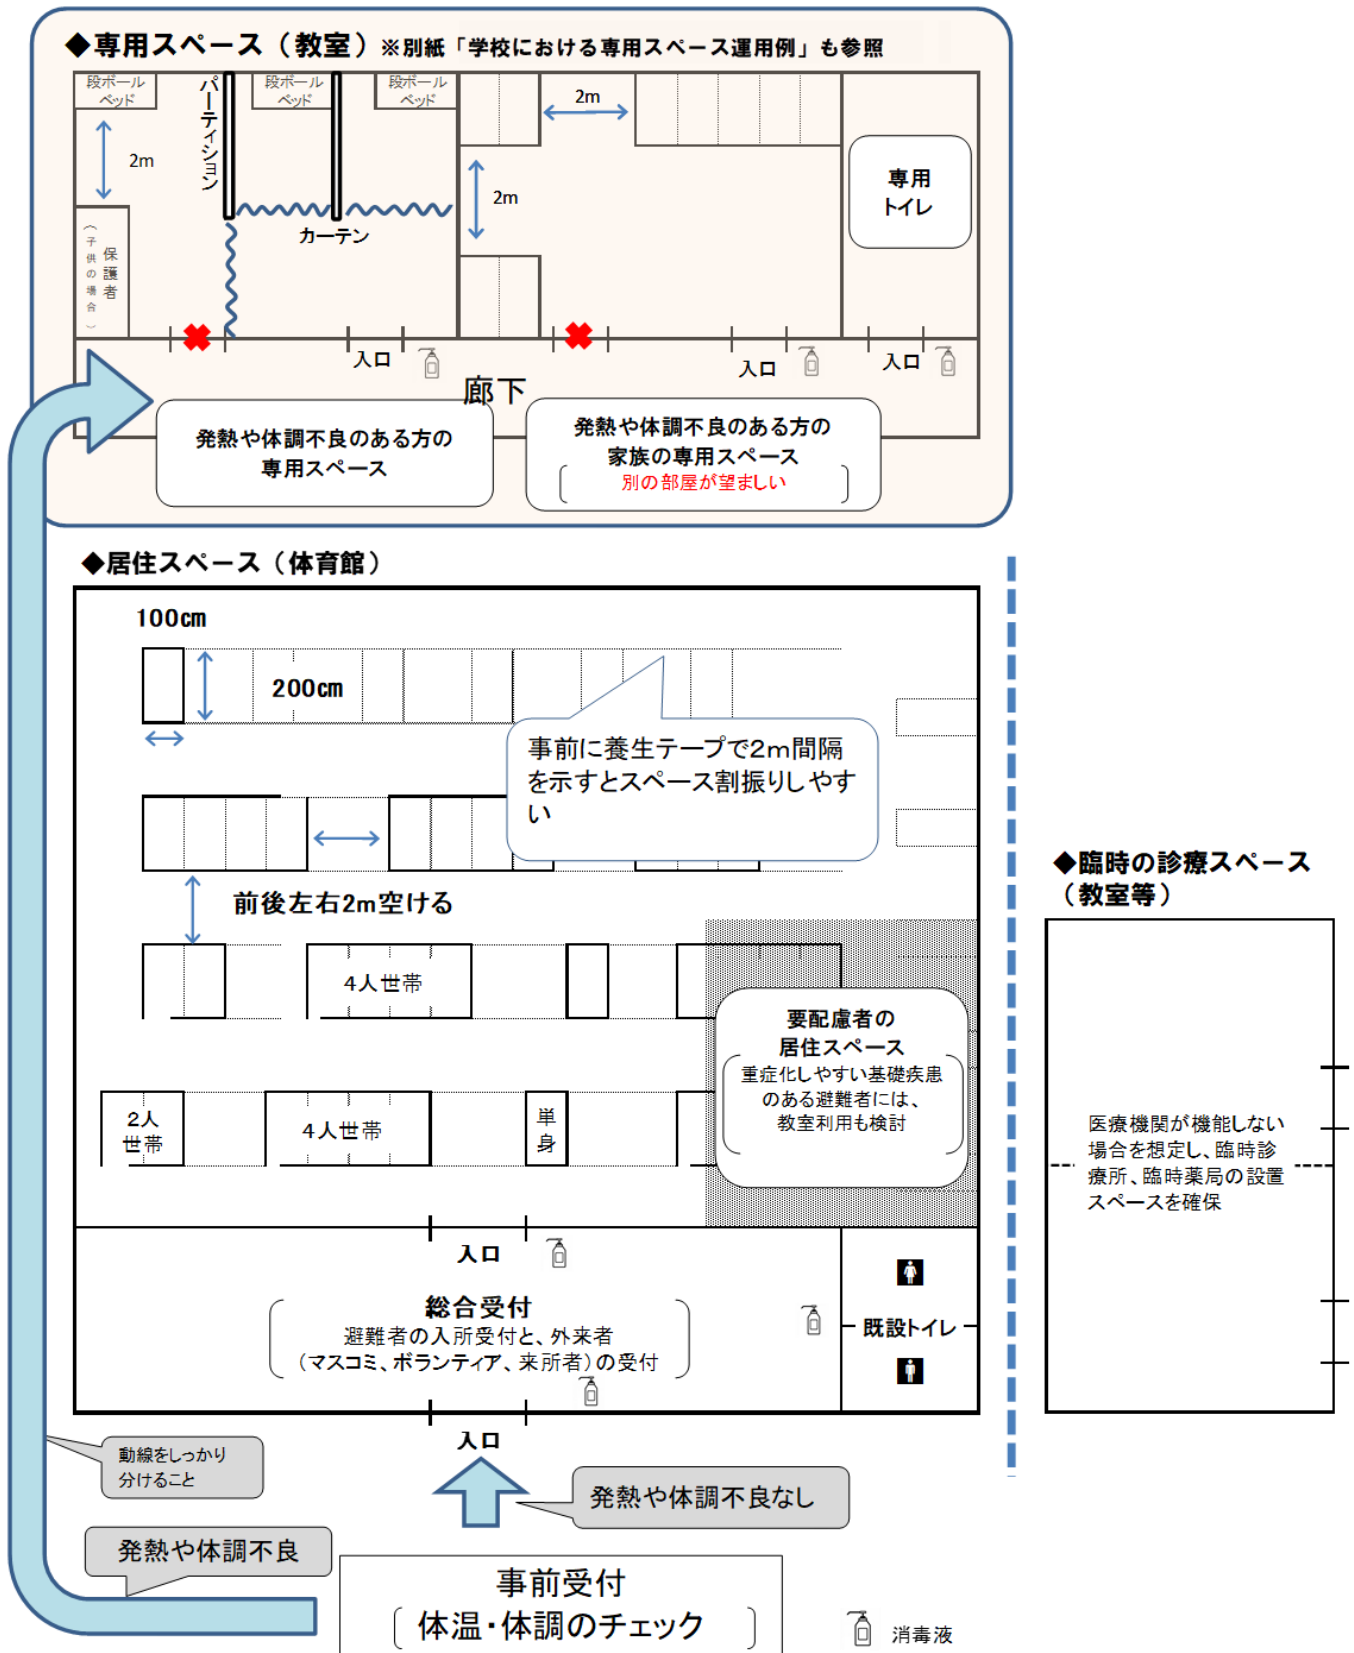 ◆専用スペース（教室）※別紙「学校における専用スペース運用例」も参照
段ボール
ベッド
パーティション
段ボール
ベッド
段ボール
ベッド
2m
2m
2m
専用
トイレ
カーテン
保護者
（子供の場合）
入口
入口
入口
廊下
発熱や体調不良のある方の
専用スペース
発熱や体調不良のある方の
家族の専用スペース
別の部屋が望ましい
◆居住スペース（体育館）
100cm
200cm
事前に養生テープで2m間隔
を示すとスペース割振りしやす
い
前後左右2m空ける
4人世帯
要配慮者の
居住スペース
重症化しやすい基礎疾患
のある避難者には、
教室利用も検討
2人
世帯
4人世帯
単身
入口
総合受付
避難者の入所受付と、外来者
（マスコミ、ボランティア、来所者）の受付
既設トイレ
入口
◆臨時の診療スペース
（教室等）
医療機関が機能しない
場合を想定し、臨時診
療所、臨時薬局の設置
スペースを確保
動線をしっかり
分けること
発熱や体調不良なし
発熱や体調不良
事前受付
体温・体調のチェック
消毒液